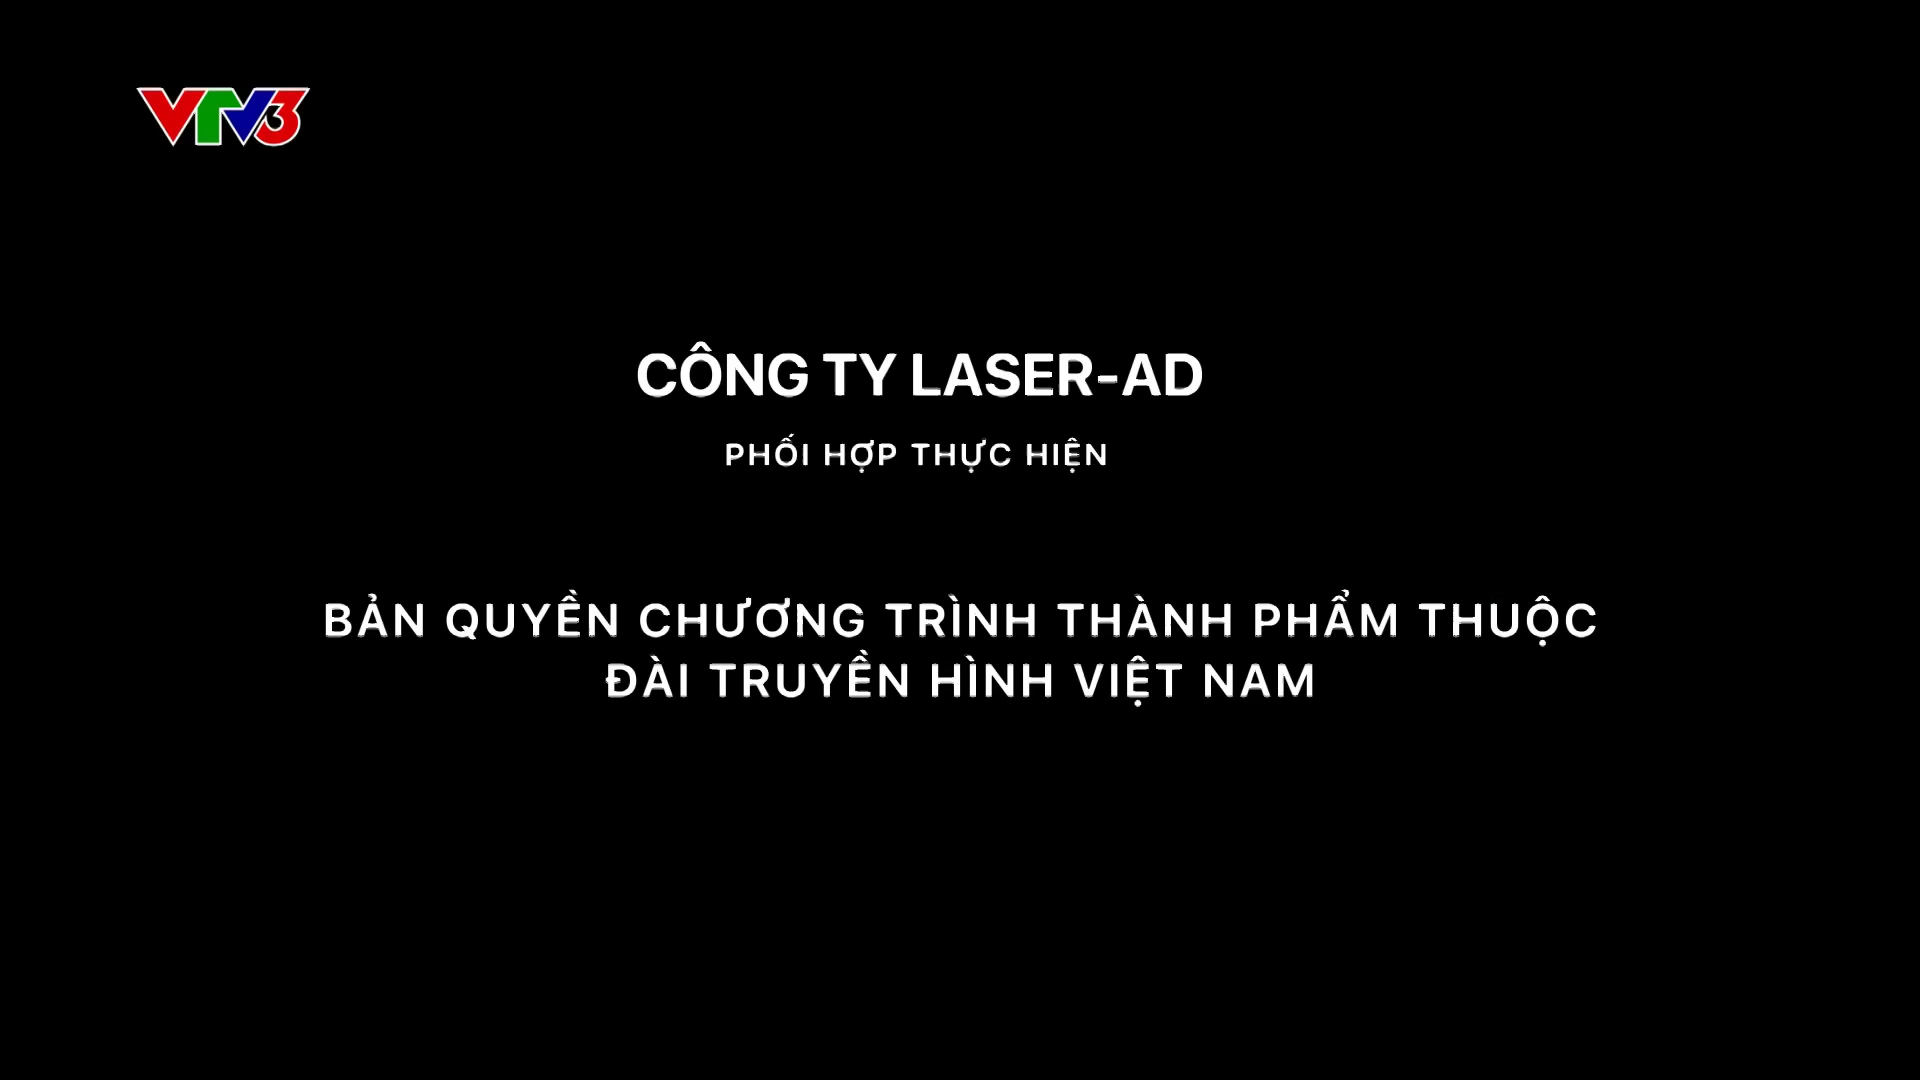 VTV3
CÔNG TY LASER-AD
PHỐI HỢP THỰC HIỆN
BẢN QUYỀN CHƯƠNG TRÌNH THÀNH PHẨM THUỘC
ĐÀI TRUYỀN HÌNH VIỆT NAM